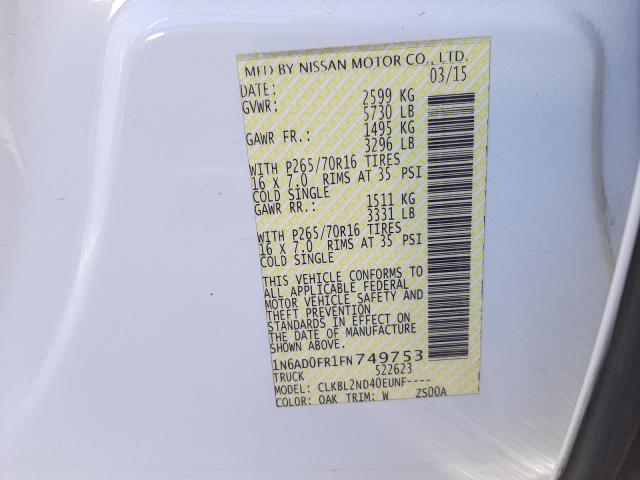 MFD BY NISSAN MOTOR CO., LTD.
DATE: 03/15
GVWR: 2599 KG
5730 LB
GAWR FR.: 1495 KG
3296 LB
WITH P265/70R16 TIRES
16 X 7.0 RIMS AT 35 PSI
COLD SINGLE
GAWR RR.: 1511 KG
3331 LB
WITH P265/70R16 TIRES
16 X 7.0 RIMS AT 35 PSI
COLD SINGLE
THIS VEHICLE CONFORMS TO
ALL APPLICABLE FEDERAL
MOTOR VEHICLE SAFETY AND
THEFT PREVENTION
STANDARDS IN EFFECT ON
THE DATE OF MANUFACTURE
SHOWN ABOVE.
1N6AD0FR1FN749753
TRUCK 522623
MODEL: CLKBL2ND40EUNF----
COLOR: OAK TRIM: W ZS00A